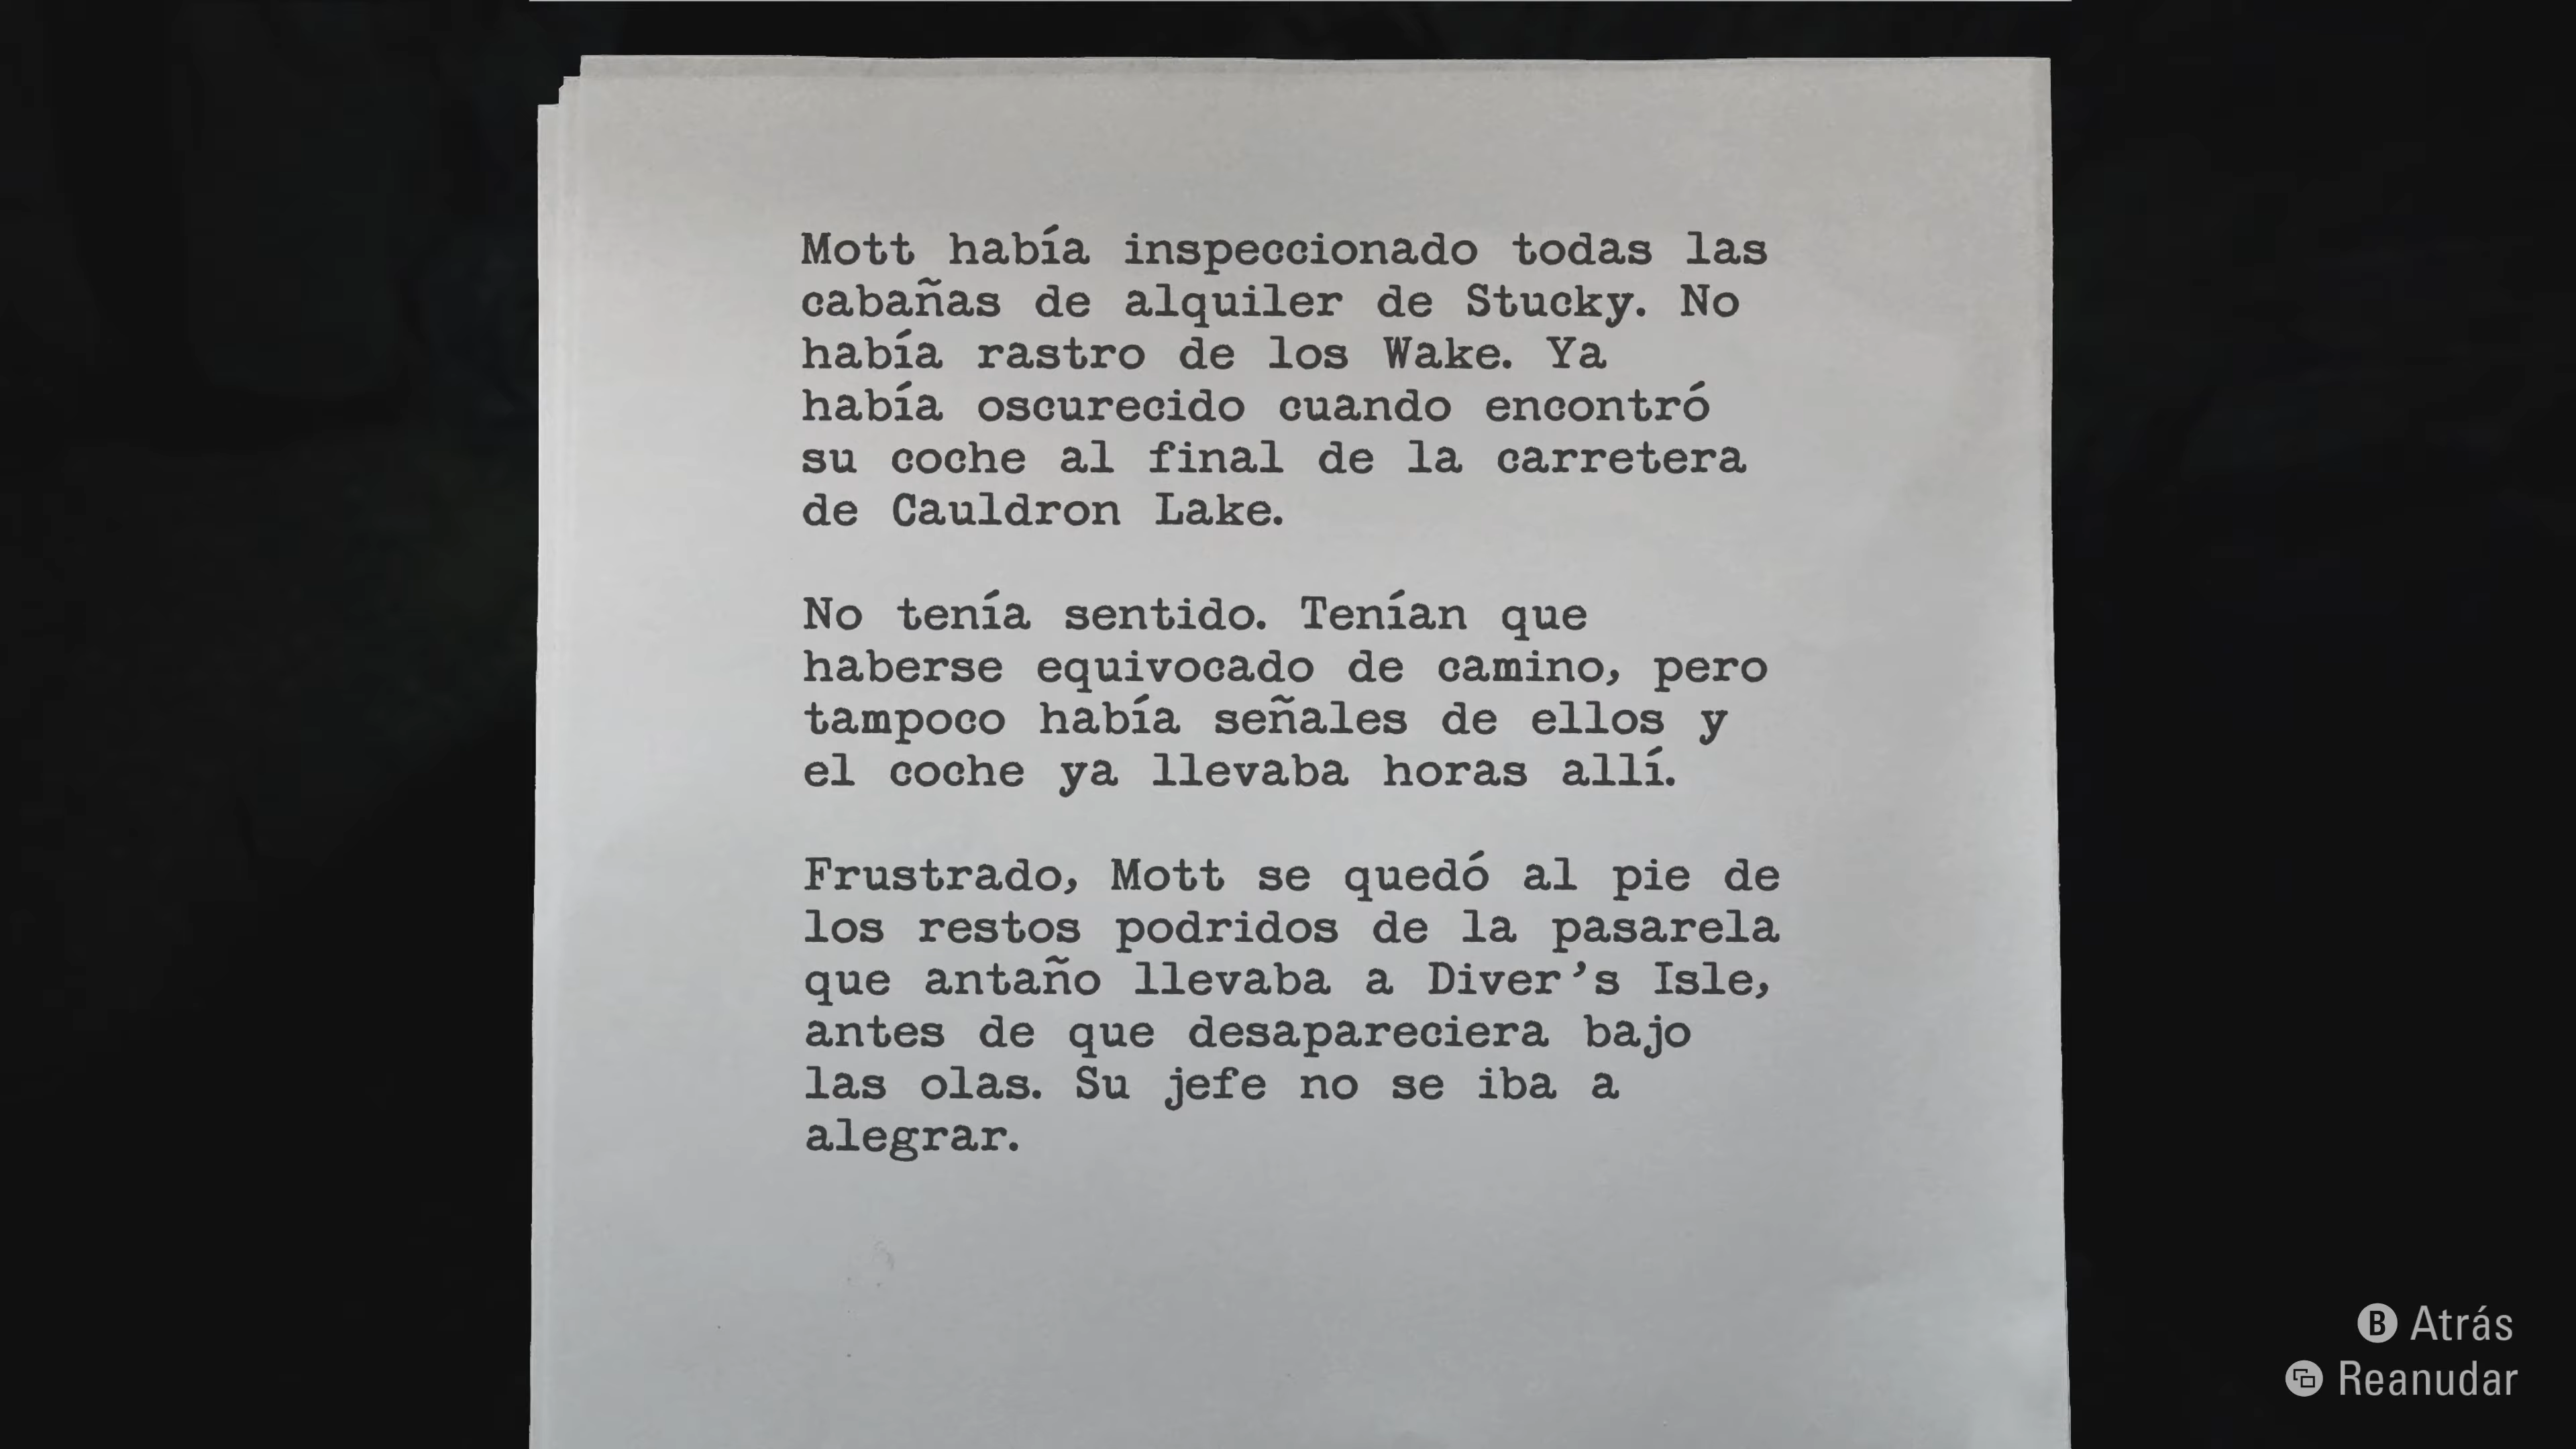 Mott había inspeccionado todas las
cabañas de alquiler de Stucky. No
había rastro de los Wake. Ya
había oscurecido cuando encontró
su coche al final de la carretera
de Cauldron Lake.
No tenía sentido. Tenían que
haberse equivocado de camino, pero
tampoco había señales de ellos y
el coche ya llevaba horas allí.
Frustrado, Mott se quedó al pie de
los restos podridos de la pasarela
que antaño llevaba a Diver’s Isle,
antes de que desapareciera bajo
las olas. Su jefe no se iba a
alegrar.
B Atrás
Reanudar